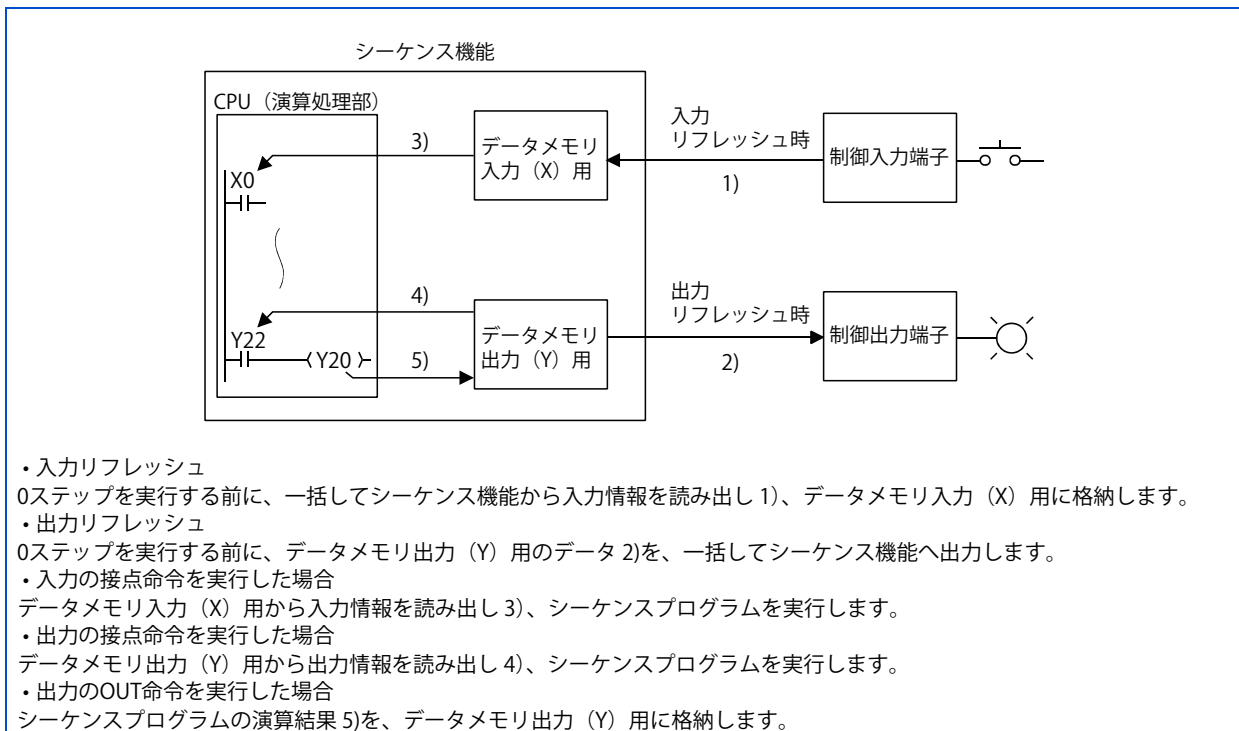 シーケンス機能
CPU（演算処理部）
3)
データメモリ
入力（X）用
入力
リフレッシュ時
1)
制御入力端子
X0
4)
Y22
Y20
5)
データメモリ
出力（Y）用
出力
リフレッシュ時
2)
制御出力端子
・入力リフレッシュ
0ステップを実行する前に、一括してシーケンス機能から入力情報を読み出し 1)、データメモリ入力（X）用に格納します。
・出力リフレッシュ
0ステップを実行する前に、データメモリ出力（Y）用のデータ 2)を、一括してシーケンス機能へ出力します。
・入力の接点命令を実行した場合
データメモリ入力（X）用から入力情報を読み出し 3)、シーケンスプログラムを実行します。
・出力の接点命令を実行した場合
データメモリ出力（Y）用から出力情報を読み出し 4)、シーケンスプログラムを実行します。
・出力のOUT命令を実行した場合
シーケンスプログラムの演算結果 5)を、データメモリ出力（Y）用に格納します。